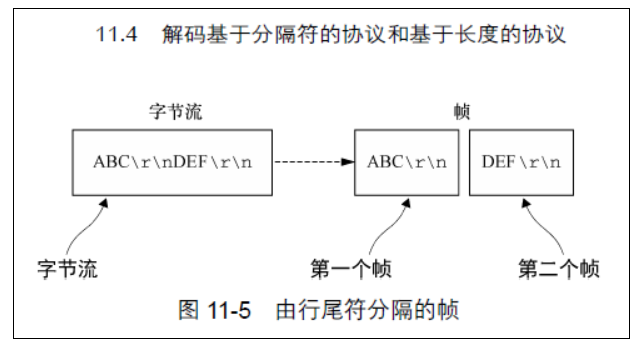 11.4 解码基于分隔符的协议和基于长度的协议
字节流
帧
ABC\r\nDEF\r\n
ABC\r\n
DEF\r\n
字节流
第一个帧
第二个帧
图 11-5 由行尾符分隔的帧